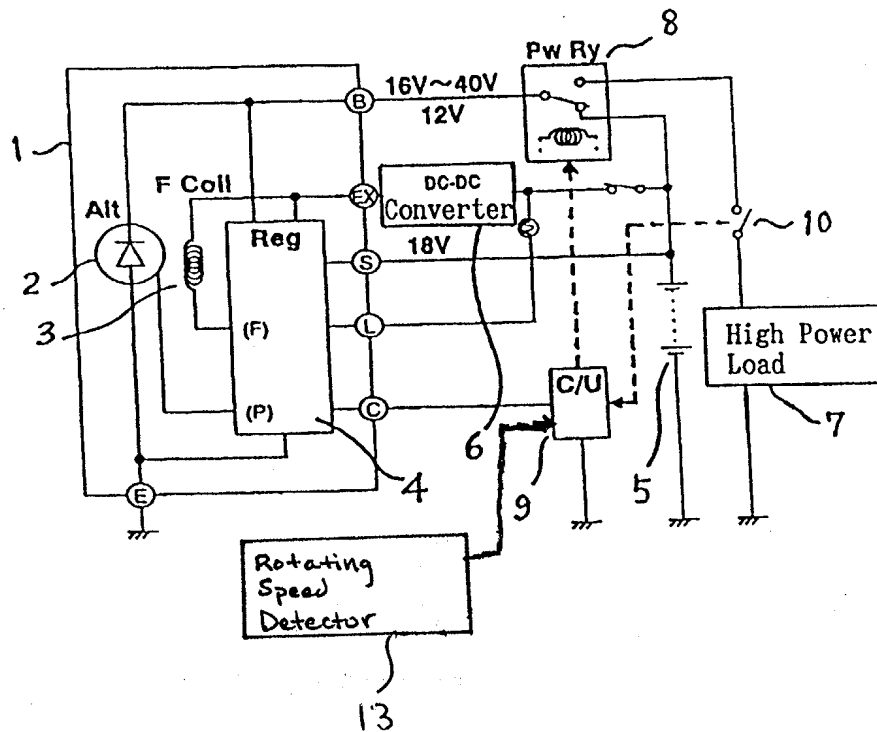 8
Pw Ry
16V~40V
12V
B
1
F Coil
EX
DC-DC
Converter
Alt
Reg
10
2
S
18V
3
(F)
L
High Power
Load
C/U
(P)
C
4
6
5
7
9
E
Rotating
Speed
Detector
13